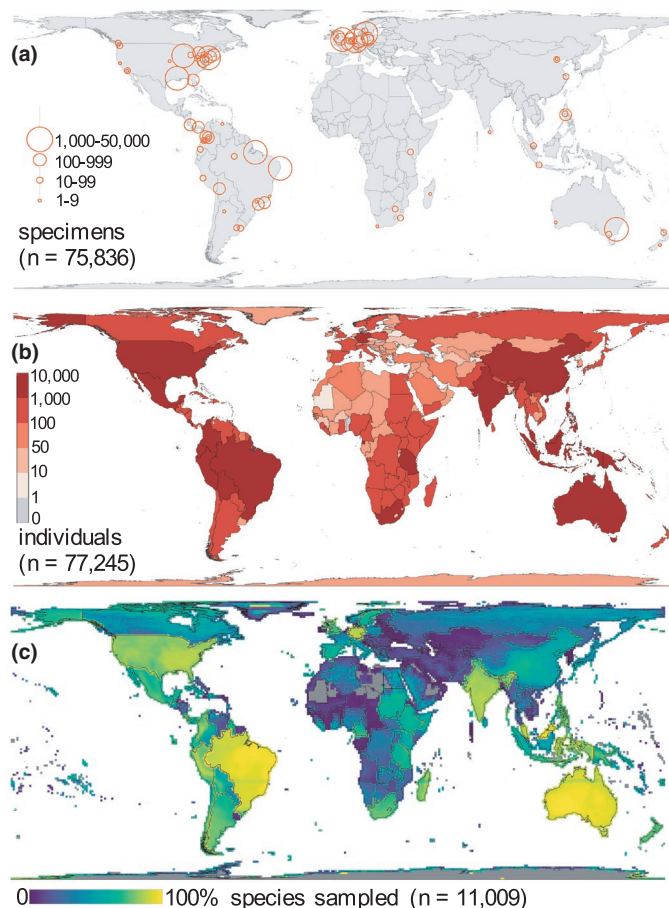 (a)
1,000-50,000
100-999
10-99
1-9
specimens
(n = 75,836)
(b)
10,000
1,000
100
50
10
1
0
individuals
(n = 77,245)
(c)
0 100% species sampled (n = 11,009)